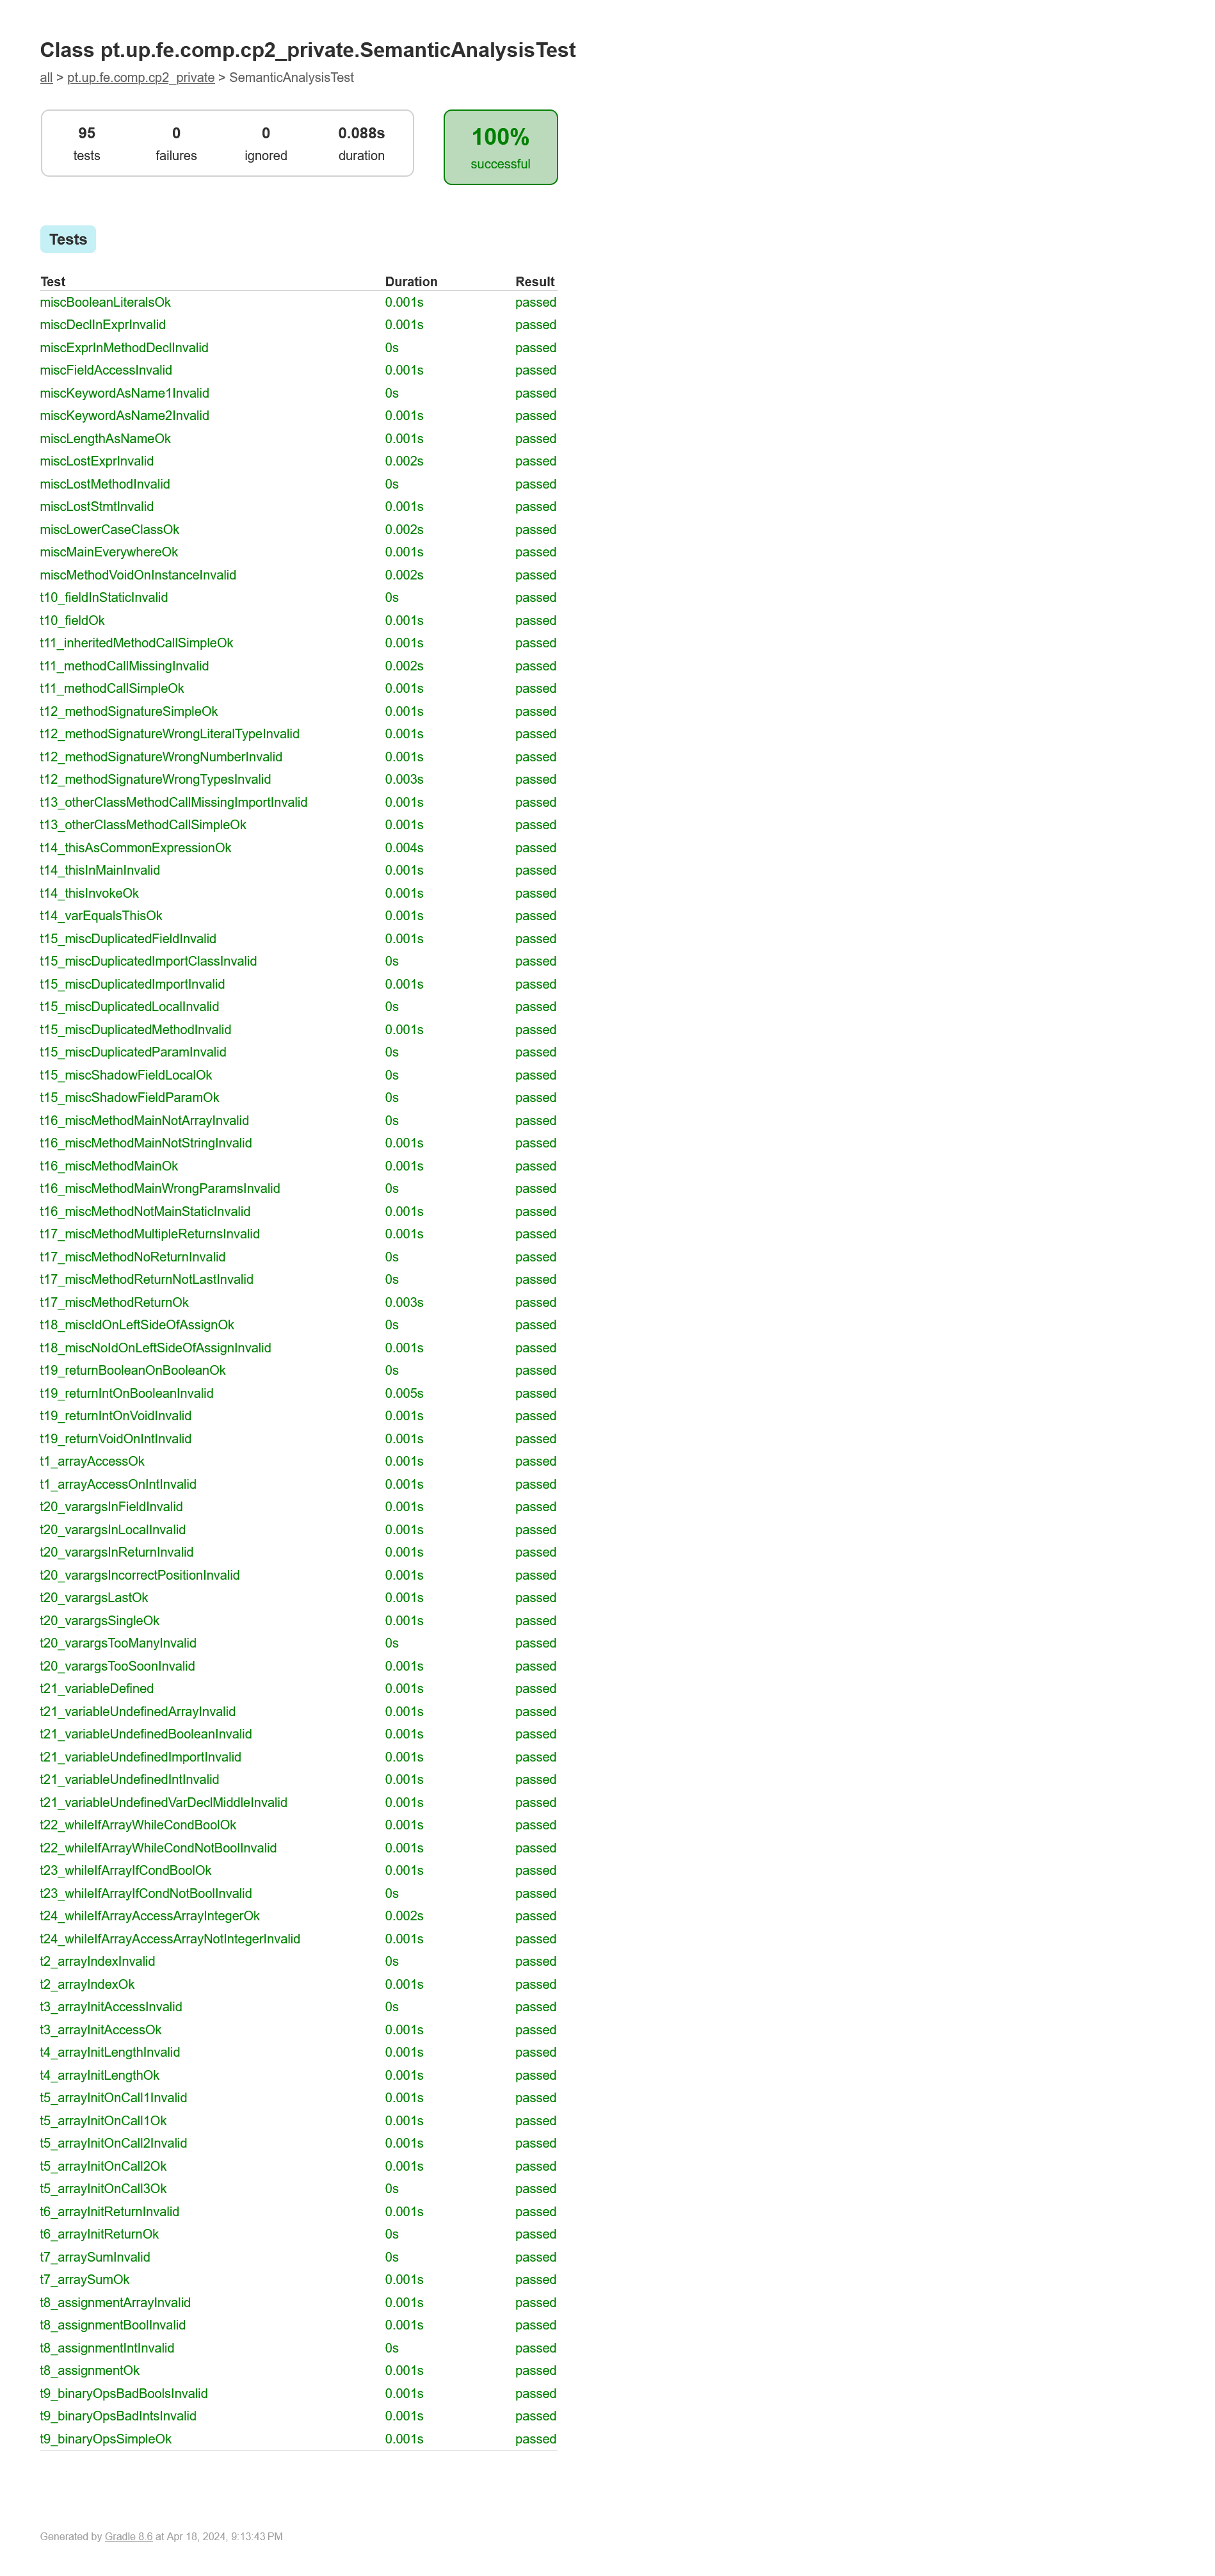 Class pt.up.fe.comp.cp2_private.SemanticAnalysisTest
all > pt.up.fe.comp.cp2_private > SemanticAnalysisTest
95 0 0 0.088s 100%
tests failures ignored duration successful
Tests
Test Duration Result
miscBooleanLiteralsOk 0.001s passed
miscDeclInExprInvalid 0.001s passed
miscExprInMethodDeclInvalid 0s passed
miscFieldAccessInvalid 0.001s passed
miscKeywordAsName1Invalid 0s passed
miscKeywordAsName2Invalid 0.001s passed
miscLengthAsNameOk 0.001s passed
miscLostExprInvalid 0.002s passed
miscLostMethodInvalid 0s passed
miscLostStmtInvalid 0.001s passed
miscLowerCaseClassOk 0.002s passed
miscMainEverywhereOk 0.001s passed
miscMethodVoidOnInstanceInvalid 0.002s passed
t10_fieldInStaticInvalid 0s passed
t10_fieldOk 0.001s passed
t11_inheritedMethodCallSimpleOk 0.001s passed
t11_methodCallMissingInvalid 0.002s passed
t11_methodCallSimpleOk 0.001s passed
t12_methodSignatureSimpleOk 0.001s passed
t12_methodSignatureWrongLiteralTypeInvalid 0.001s passed
t12_methodSignatureWrongNumberInvalid 0.001s passed
t12_methodSignatureWrongTypesInvalid 0.003s passed
t13_otherClassMethodCallMissingImportInvalid 0.001s passed
t13_otherClassMethodCallSimpleOk 0.001s passed
t14_thisAsCommonExpressionOk 0.004s passed
t14_thisInMainInvalid 0.001s passed
t14_thisInvokeOk 0.001s passed
t14_varEqualsThisOk 0.001s passed
t15_miscDuplicatedFieldInvalid 0.001s passed
t15_miscDuplicatedImportClassInvalid 0s passed
t15_miscDuplicatedImportInvalid 0.001s passed
t15_miscDuplicatedLocalInvalid 0s passed
t15_miscDuplicatedMethodInvalid 0.001s passed
t15_miscDuplicatedParamInvalid 0s passed
t15_miscShadowFieldLocalOk 0s passed
t15_miscShadowFieldParamOk 0s passed
t16_miscMethodMainNotArrayInvalid 0s passed
t16_miscMethodMainNotStringInvalid 0.001s passed
t16_miscMethodMainOk 0.001s passed
t16_miscMethodMainWrongParamsInvalid 0s passed
t16_miscMethodNotMainStaticInvalid 0.001s passed
t17_miscMethodMultipleReturnsInvalid 0.001s passed
t17_miscMethodNoReturnInvalid 0s passed
t17_miscMethodReturnNotLastInvalid 0s passed
t17_miscMethodReturnOk 0.003s passed
t18_miscIdOnLeftSideOfAssignOk 0s passed
t18_miscNoIdOnLeftSideOfAssignInvalid 0.001s passed
t19_returnBooleanOnBooleanOk 0s passed
t19_returnIntOnBooleanInvalid 0.005s passed
t19_returnIntOnVoidInvalid 0.001s passed
t19_returnVoidOnIntInvalid 0.001s passed
t1_arrayAccessOk 0.001s passed
t1_arrayAccessOnIntInvalid 0.001s passed
t20_varargsInFieldInvalid 0.001s passed
t20_varargsInLocalInvalid 0.001s passed
t20_varargsInReturnInvalid 0.001s passed
t20_varargsIncorrectPositionInvalid 0.001s passed
t20_varargsLastOk 0.001s passed
t20_varargsSingleOk 0.001s passed
t20_varargsTooManyInvalid 0s passed
t20_varargsTooSoonInvalid 0.001s passed
t21_variableDefined 0.001s passed
t21_variableUndefinedArrayInvalid 0.001s passed
t21_variableUndefinedBooleanInvalid 0.001s passed
t21_variableUndefinedImportInvalid 0.001s passed
t21_variableUndefinedIntInvalid 0.001s passed
t21_variableUndefinedVarDeclMiddleInvalid 0.001s passed
t22_whileIfArrayWhileCondBoolOk 0.001s passed
t22_whileIfArrayWhileCondNotBoolInvalid 0.001s passed
t23_whileIfArrayIfCondBoolOk 0.001s passed
t23_whileIfArrayIfCondNotBoolInvalid 0s passed
t24_whileIfArrayAccessArrayIntegerOk 0.002s passed
t24_whileIfArrayAccessArrayNotIntegerInvalid 0.001s passed
t2_arrayIndexInvalid 0s passed
t2_arrayIndexOk 0.001s passed
t3_arrayInitAccessInvalid 0s passed
t3_arrayInitAccessOk 0.001s passed
t4_arrayInitLengthInvalid 0.001s passed
t4_arrayInitLengthOk 0.001s passed
t5_arrayInitOnCall1Invalid 0.001s passed
t5_arrayInitOnCall1Ok 0.001s passed
t5_arrayInitOnCall2Invalid 0.001s passed
t5_arrayInitOnCall2Ok 0.001s passed
t5_arrayInitOnCall3Ok 0s passed
t6_arrayInitReturnInvalid 0.001s passed
t6_arrayInitReturnOk 0s passed
t7_arraySumInvalid 0s passed
t7_arraySumOk 0.001s passed
t8_assignmentArrayInvalid 0.001s passed
t8_assignmentBoolInvalid 0.001s passed
t8_assignmentIntInvalid 0s passed
t8_assignmentOk 0.001s passed
t9_binaryOpsBadBoolsInvalid 0.001s passed
t9_binaryOpsBadIntsInvalid 0.001s passed
t9_binaryOpsSimpleOk 0.001s passed
Generated by Gradle 8.6 at Apr 18, 2024, 9:13:43 PM